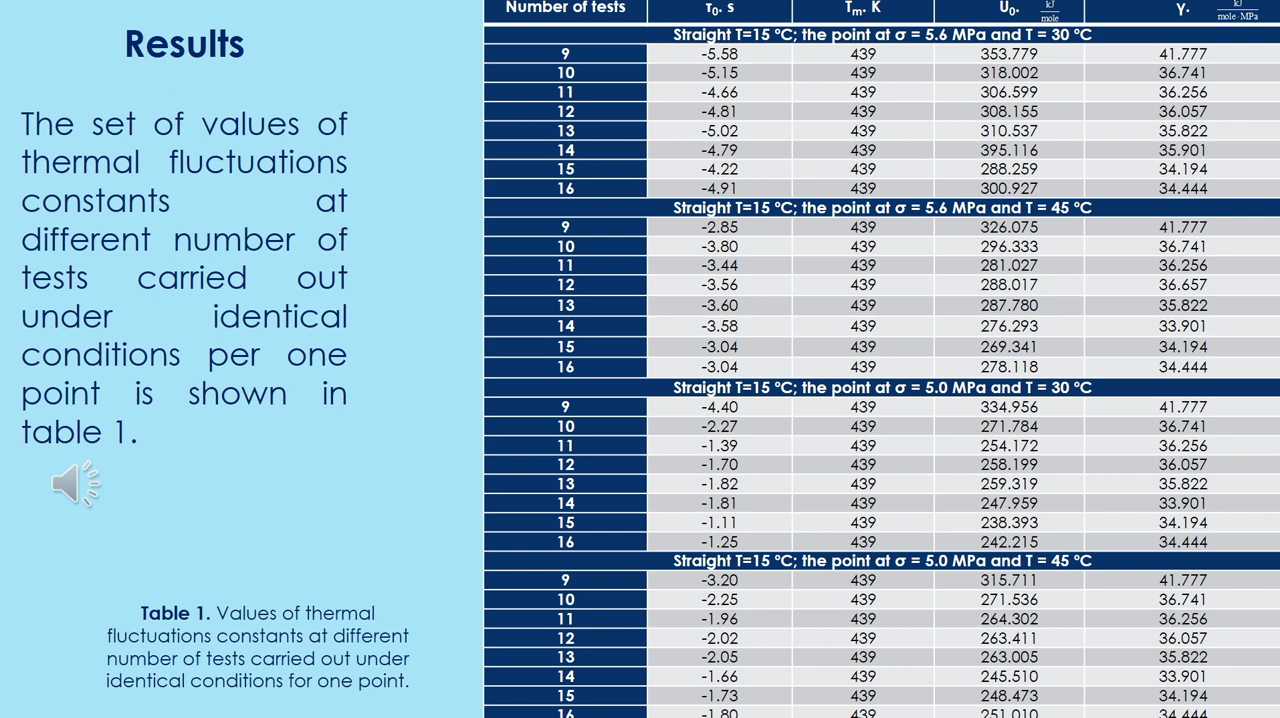 Results
The set of values of
thermal fluctuations
constants at
different number of
tests carried out
under identical
conditions per one
point is shown in
table 1.
Table 1. Values of thermal
fluctuations constants at different
number of tests carried out under
identical conditions for one point.
Number of tests τ₀. s Tₘ. K U₀. kJ/mole γ. kJ/mole·MPa
Straight T=15 °C; the point at σ = 5.6 MPa and T = 30 °C
9 -5.58 439 353.779 41.777
10 -5.15 439 318.002 36.741
11 -4.66 439 306.599 36.256
12 -4.81 439 308.155 36.057
13 -5.02 439 310.537 35.822
14 -4.79 439 395.116 35.901
15 -4.22 439 288.259 34.194
16 -4.91 439 300.927 34.444
Straight T=15 °C; the point at σ = 5.6 MPa and T = 45 °C
9 -2.85 439 326.075 41.777
10 -3.80 439 296.333 36.741
11 -3.44 439 281.027 36.256
12 -3.56 439 288.017 36.657
13 -3.60 439 287.780 35.822
14 -3.58 439 276.293 33.901
15 -3.04 439 269.341 34.194
16 -3.04 439 278.118 34.444
Straight T=15 °C; the point at σ = 5.0 MPa and T = 30 °C
9 -4.40 439 334.956 41.777
10 -2.27 439 271.784 36.741
11 -1.39 439 254.172 36.256
12 -1.70 439 258.199 36.057
13 -1.82 439 259.319 35.822
14 -1.81 439 247.959 33.901
15 -1.11 439 238.393 34.194
16 -1.25 439 242.215 34.444
Straight T=15 °C; the point at σ = 5.0 MPa and T = 45 °C
9 -3.20 439 315.711 41.777
10 -2.25 439 271.536 36.741
11 -1.96 439 264.302 36.256
12 -2.02 439 263.411 36.057
13 -2.05 439 263.005 35.822
14 -1.66 439 245.510 33.901
15 -1.73 439 248.473 34.194
16 -1.80 439 251.010 34.444